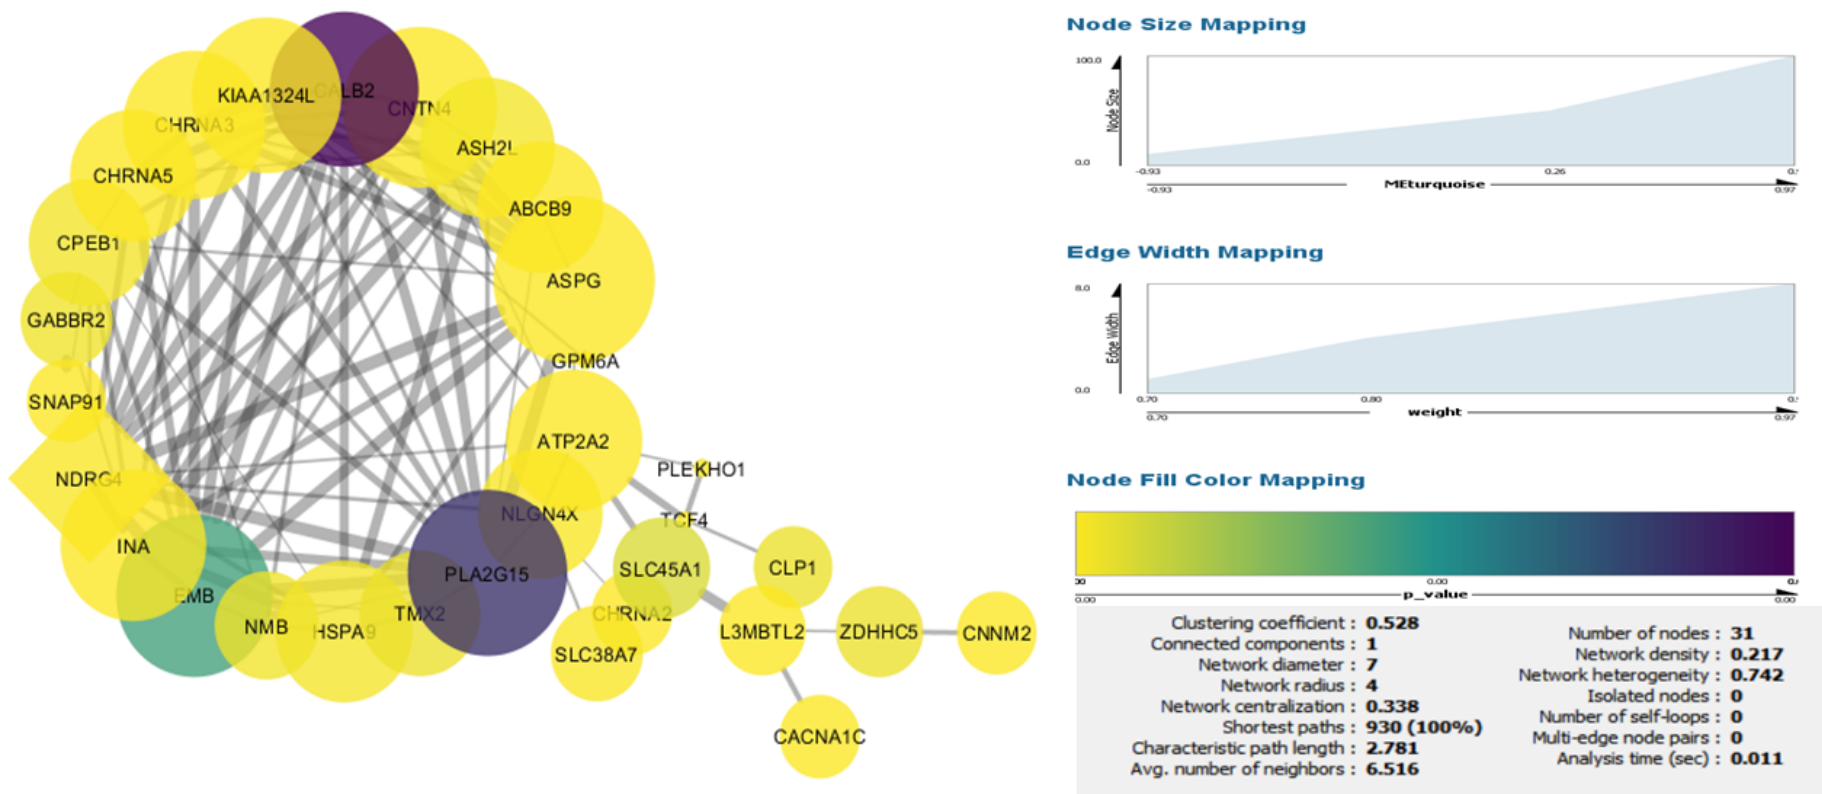 KIAA1324L
CALB2
CNTN4
CHRNA3
ASH2L
CHRNA5
ABCB9
CPEB1
ASPG
GABBR2
GPM6A
SNAP91
ATP2A2
PLEKHO1
NDRG4
NLGN4X
TCF4
INA
PLA2G15
SLC45A1
CLP1
EMB
NMB
HSPA9
TMX2
CHRNA2
SLC38A7
L3MBTL2
ZDHHC5
CNNM2
CACNA1C
Node Size Mapping
100.0
Node Size
0.0
-0.93
0.26
-0.93
MEturquoise
0.97
Edge Width Mapping
8.0
Edge Width
0.0
0.70
0.80
0.70
weight
0.97
Node Fill Color Mapping
0.00
0.00
p_value
0.00
Clustering coefficient : 0.528
Connected components : 1
Network diameter : 7
Network radius : 4
Network centralization : 0.338
Shortest paths : 930 (100%)
Characteristic path length : 2.781
Avg. number of neighbors : 6.516
Number of nodes : 31
Network density : 0.217
Network heterogeneity : 0.742
Isolated nodes : 0
Number of self-loops : 0
Multi-edge node pairs : 0
Analysis time (sec) : 0.011